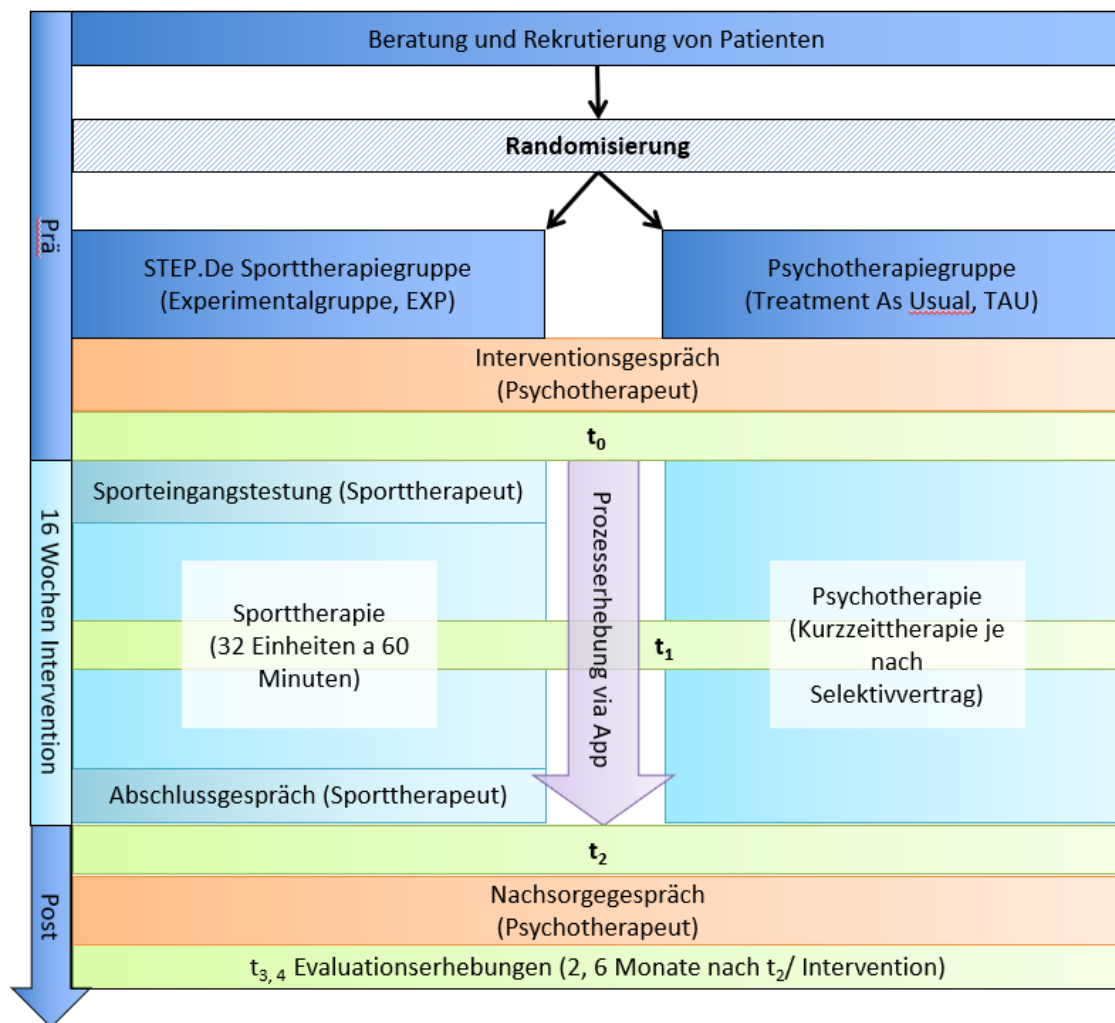 Beratung und Rekrutierung von Patienten
Randomisierung
Prä
STEP.De Sporttherapiegruppe
(Experimentalgruppe, EXP)
Psychotherapiegruppe
(Treatment As Usual, TAU)
Interventionsgespräch
(Psychotherapeut)
t₀
16 Wochen Intervention
Sporteingangstestung (Sporttherapeut)
Sporttherapie
(32 Einheiten a 60
Minuten)
Abschlussgespräch (Sporttherapeut)
Prozesserhebung via App
t₁
Psychotherapie
(Kurzzeittherapie je
nach
Selektivvertrag)
Post
t₂
Nachsorgegespräch
(Psychotherapeut)
t₃, ₄ Evaluationserhebungen (2, 6 Monate nach t₂/ Intervention)